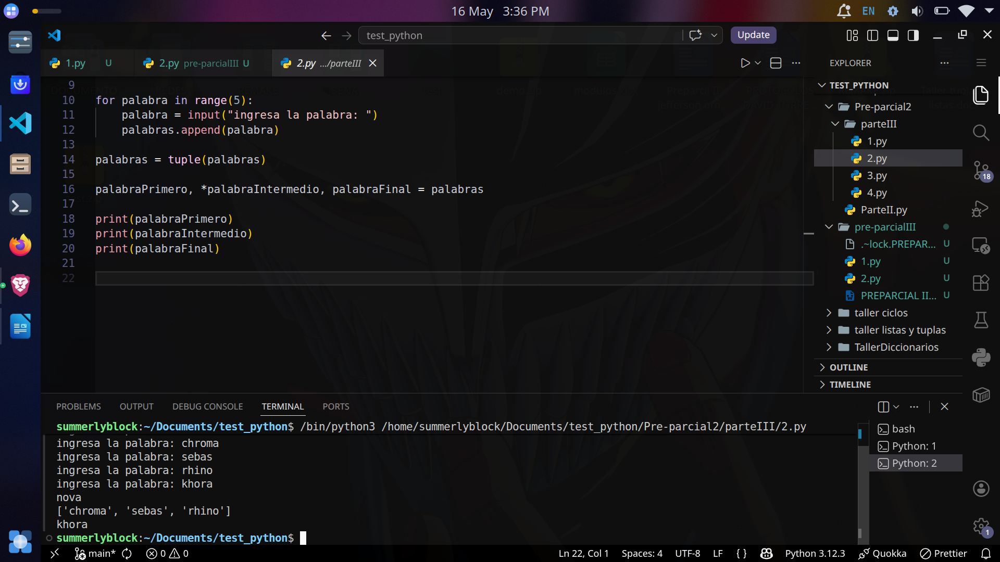 16 May 3:36 PM
EN
test_python
Update
1.py U
2.py pre-parcialIII U
2.py .../parteIII
EXPLORER
9
10 for palabra in range(5):
11 palabra = input("ingresa la palabra: ")
12 palabras.append(palabra)
13
14 palabras = tuple(palabras)
15
16 palabraPrimero, *palabraIntermedio, palabraFinal = palabras
17
18 print(palabraPrimero)
19 print(palabraIntermedio)
20 print(palabraFinal)
21
22
TEST_PYTHON
Pre-parcial2
parteIII
1.py
2.py
3.py
4.py
ParteII.py
pre-parcialIII
.~lock.PREPAR... U
1.py U
2.py U
PREPARCIAL II... U
taller ciclos
taller listas y tuplas
TallerDiccionarios
OUTLINE
TIMELINE
18
1
PROBLEMS OUTPUT DEBUG CONSOLE TERMINAL PORTS
summerlyblock:~/Documents/test_python$ /bin/python3 /home/summerlyblock/Documents/test_python/Pre-parcial2/parteIII/2.py
ingresa la palabra: chroma
ingresa la palabra: sebas
ingresa la palabra: rhino
ingresa la palabra: khora
nova
['chroma', 'sebas', 'rhino']
khora
summerlyblock:~/Documents/test_python$
bash
Python: 1
Python: 2
main* 0 0 Ln 22, Col 1 Spaces: 4 UTF-8 LF { } Python 3.12.3 Quokka Prettier